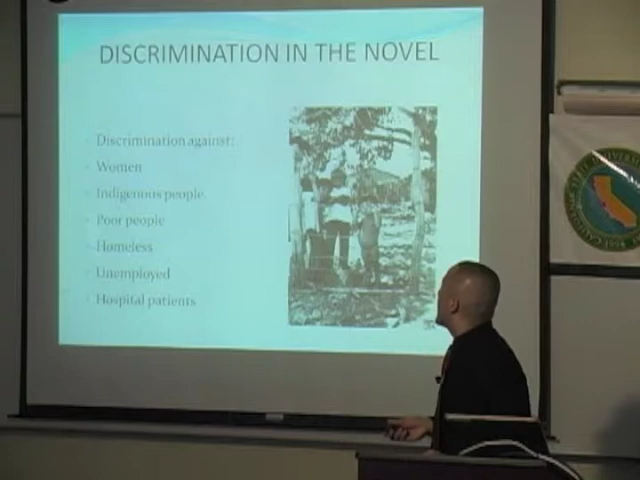 DISCRIMINATION IN THE NOVEL
Discrimination against:
Women
Indigenous people
Poor people
Homeless
Unemployed
Hospital patients